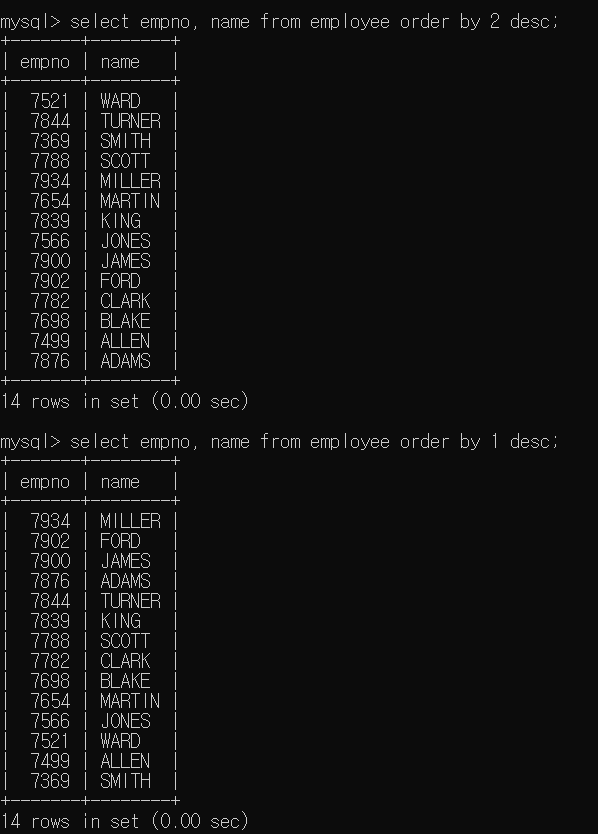 mysql> select empno, name from employee order by 2 desc;
+-------+--------+
| empno | name   |
+-------+--------+
|  7521 | WARD   |
|  7844 | TURNER |
|  7369 | SMITH  |
|  7788 | SCOTT  |
|  7934 | MILLER |
|  7654 | MARTIN |
|  7839 | KING   |
|  7566 | JONES  |
|  7900 | JAMES  |
|  7902 | FORD   |
|  7782 | CLARK  |
|  7698 | BLAKE  |
|  7499 | ALLEN  |
|  7876 | ADAMS  |
+-------+--------+
14 rows in set (0.00 sec)
mysql> select empno, name from employee order by 1 desc;
+-------+--------+
| empno | name   |
+-------+--------+
|  7934 | MILLER |
|  7902 | FORD   |
|  7900 | JAMES  |
|  7876 | ADAMS  |
|  7844 | TURNER |
|  7839 | KING   |
|  7788 | SCOTT  |
|  7782 | CLARK  |
|  7698 | BLAKE  |
|  7654 | MARTIN |
|  7566 | JONES  |
|  7521 | WARD   |
|  7499 | ALLEN  |
|  7369 | SMITH  |
+-------+--------+
14 rows in set (0.00 sec)